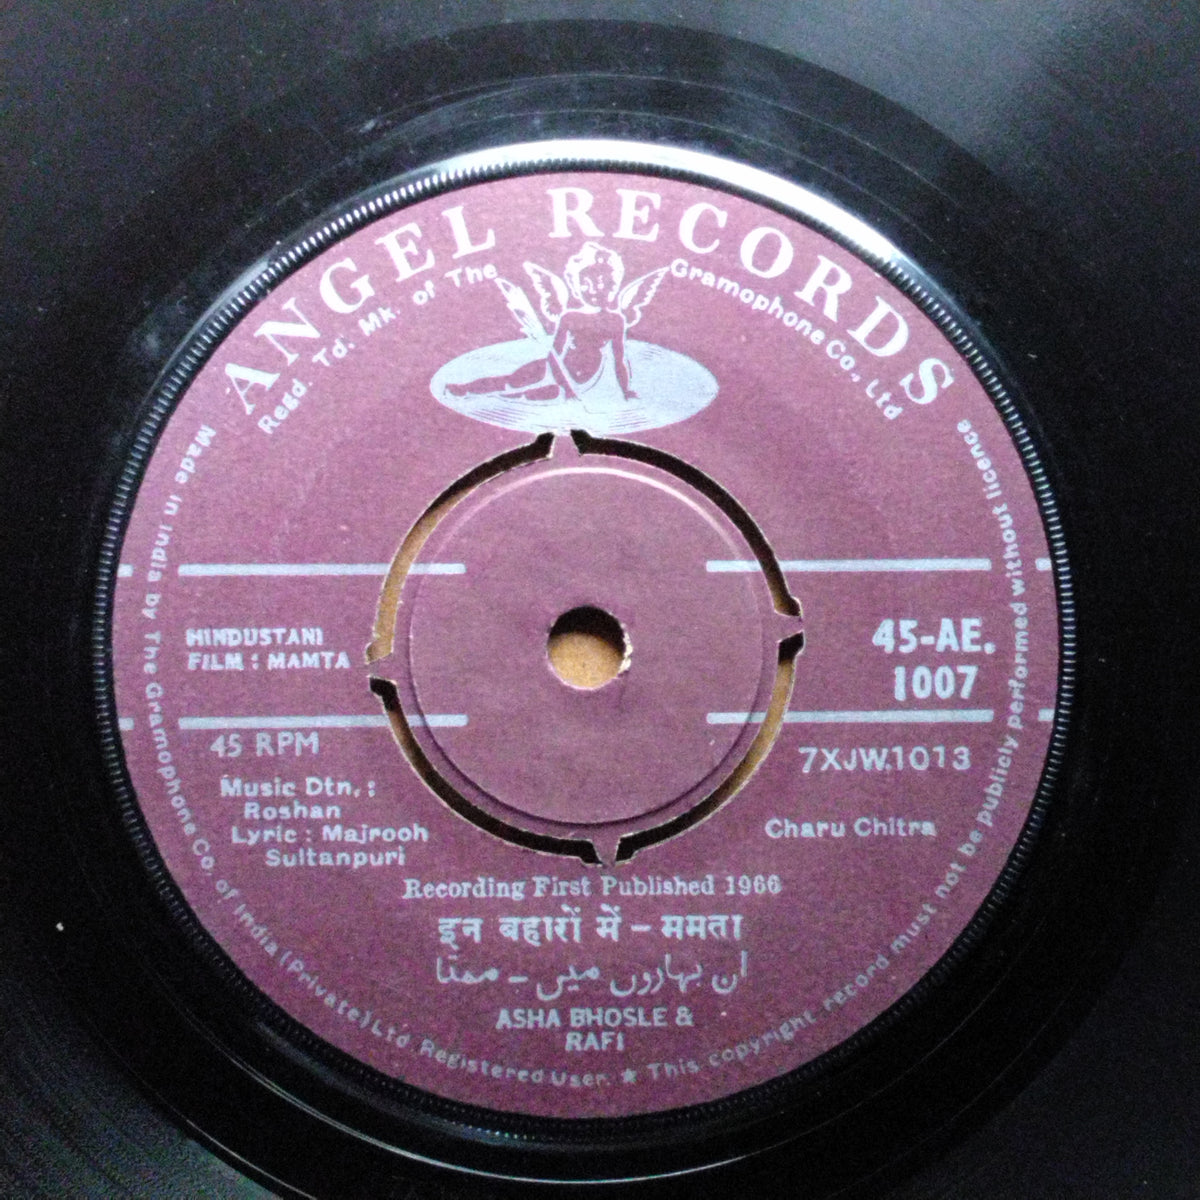 ANGEL RECORDS
Regd. Td. Mk. of The Gramophone Co., Ltd
Made in India by The Gramophone Co. of India (Private) Ltd Registered User. ★ This copyright record must not be publicly performed without licence
HINDUSTANI
FILM : MAMTA
45-AE.
1007
45 RPM
7XJW.1013
Music Dtn. :
Roshan
Lyric : Majrooh
Sultanpuri
Charu Chitra
Recording First Published 1966
इन बहारों में - ममता
ان بہاروں میں - ممتا
ASHA BHOSLE &
RAFI